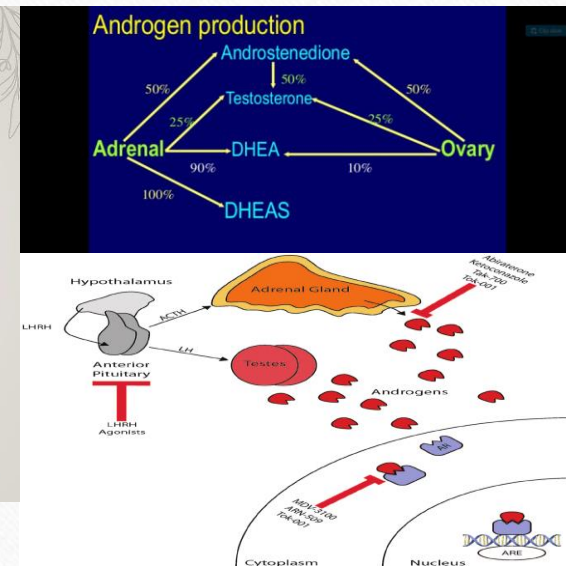 Androgen production
Androstenedione
50%
50%
50%
Testosterone
25%
25%
Adrenal
DHEA
Ovary
90%
10%
100%
DHEAS
Hypothalamus
LHRH
ACTH
LH
Anterior
Pituitary
LHRH
Agonists
Adrenal Gland
Testes
Abiraterone
Ketoconazole
Tak-700
Tok-001
Androgens
AR
MDV-3100
ARN-509
Tok-001
Cytoplasm
Nucleus
ARE